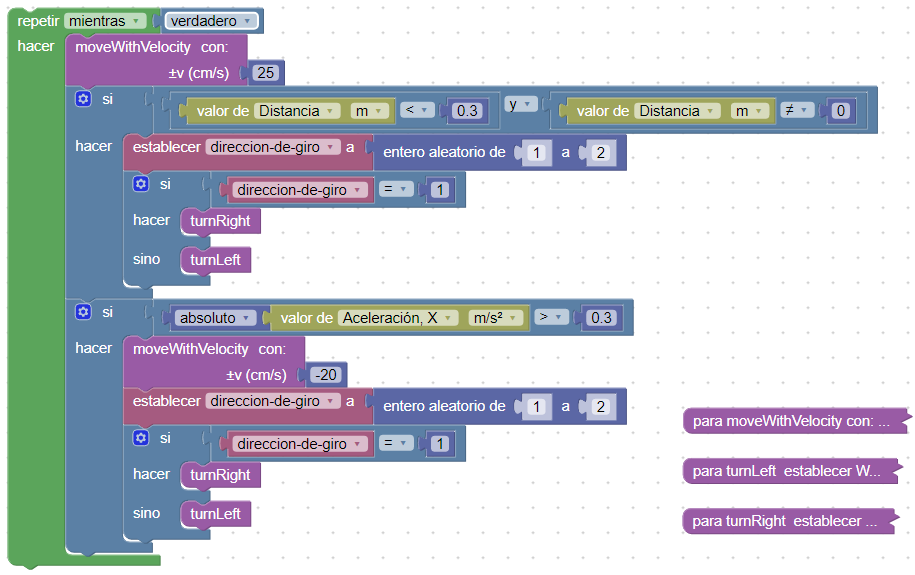 repetir mientras verdadero
hacer moveWithVelocity con:
±v (cm/s) 25
si valor de Distancia m < 0.3 y valor de Distancia m ≠ 0
hacer establecer direccion-de-giro a entero aleatorio de 1 a 2
si direccion-de-giro = 1
hacer turnRight
sino turnLeft
si absoluto valor de Aceleración, X m/s² > 0.3
hacer moveWithVelocity con:
±v (cm/s) -20
establecer direccion-de-giro a entero aleatorio de 1 a 2
si direccion-de-giro = 1
hacer turnRight
sino turnLeft
para moveWithVelocity con: ...
para turnLeft establecer W...
para turnRight establecer ...